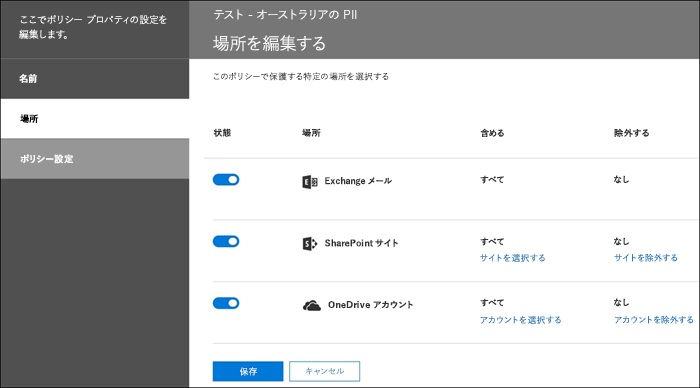 ここでポリシー プロパティの設定を
編集します。
名前
場所
ポリシー設定
テスト - オーストラリアの PII
場所を編集する
このポリシーで保護する特定の場所を選択する
状態 場所 含める 除外する
Exchange メール すべて なし
SharePoint サイト すべて なし
サイトを選択する サイトを除外する
OneDrive アカウント すべて なし
アカウントを選択する アカウントを除外する
保存 キャンセル